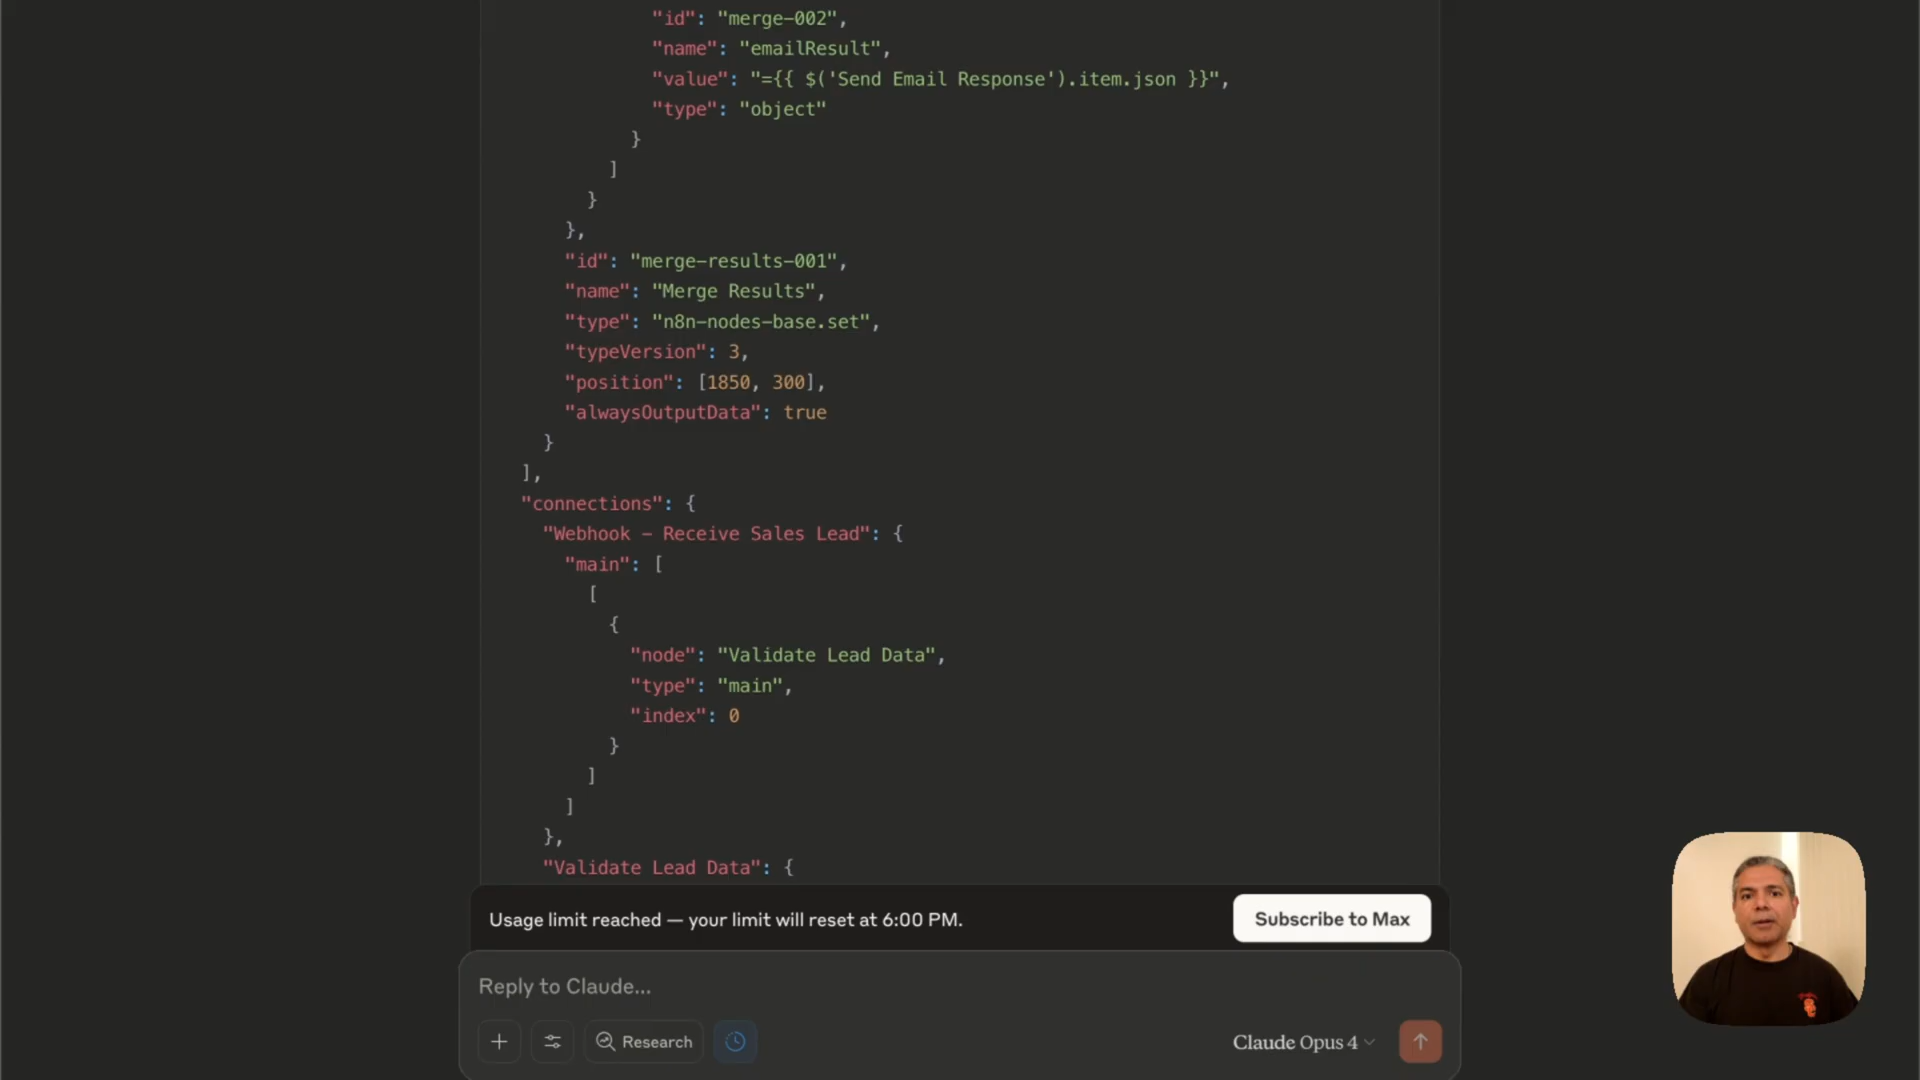 "id": "merge-002",
"name": "emailResult",
"value": "={{ $('Send Email Response').item.json }}",
"type": "object"
}
]
}
},
"id": "merge-results-001",
"name": "Merge Results",
"type": "n8n-nodes-base.set",
"typeVersion": 3,
"position": [1850, 300],
"alwaysOutputData": true
}
],
"connections": {
"Webhook - Receive Sales Lead": {
"main": [
[
{
"node": "Validate Lead Data",
"type": "main",
"index": 0
}
]
]
},
"Validate Lead Data": {
Usage limit reached — your limit will reset at 6:00 PM.
Subscribe to Max
Reply to Claude...
Research
Claude Opus 4